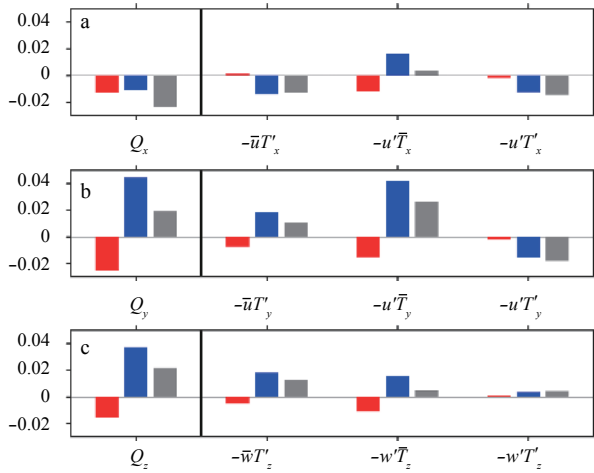 a
0.04
0.02
0
−0.02
Qx −ūT′x −u′T̄x −u′T′x
b
0.04
0.02
0
−0.02
Qy −ūT′y −u′T̄y −u′T′y
c
0.04
0.02
0
−0.02
Qz −w̄T′z −w′T̄z −w′T′z